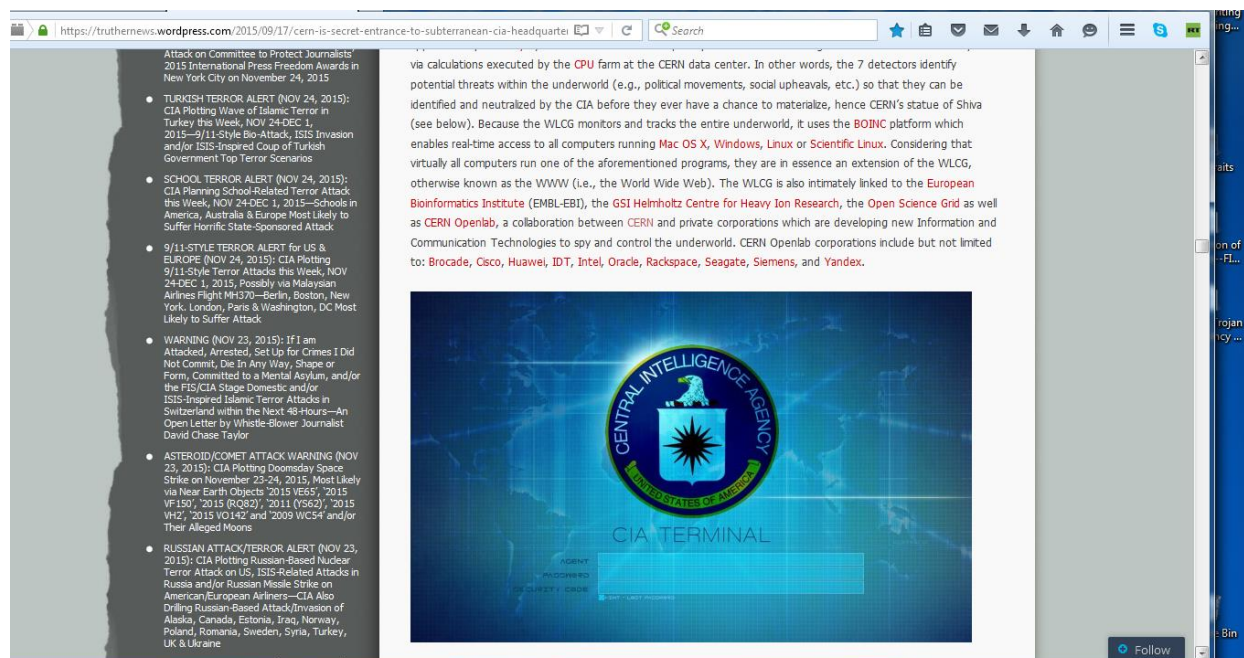 https://truthernews.wordpress.com/2015/09/17/cern-is-secret-entrance-to-subterranean-cia-headquarter
Search
RT
Attack on Committee to Protect Journalists'
2015 International Press Freedom Awards in
New York City on November 24, 2015
TURKISH TERROR ALERT (NOV 24, 2015):
CIA Plotting Wave of Islamic Terror in
Turkey this Week, NOV 24-DEC 1,
2015—9/11-Style Bio-Attack, ISIS Invasion
and/or ISIS-Inspired Coup of Turkish
Government Top Terror Scenarios
SCHOOL TERROR ALERT (NOV 24, 2015):
CIA Planning School-Related Terror Attack
this Week, NOV 24-DEC 1, 2015—Schools in
America, Australia & Europe Most Likely to
Suffer Horrific State-Sponsored Attack
9/11-STYLE TERROR ALERT for US &
EUROPE (NOV 24, 2015): CIA Plotting
9/11-Style Terror Attacks this Week, NOV
24-DEC 1, 2015, Possibly via Malaysian
Airlines Flight MH370—Berlin, Boston, New
York. London, Paris & Washington, DC Most
Likely to Suffer Attack
WARNING (NOV 23, 2015): If I am
Attacked, Arrested, Set Up for Crimes I Did
Not Commit, Die In Any Way, Shape or
Form, Committed to a Mental Asylum, and/or
the FIS/CIA Stage Domestic and/or
ISIS-Inspired Islamic Terror Attacks in
Switzerland within the Next 48-Hours—An
Open Letter by Whistle-Blower Journalist
David Chase Taylor
ASTEROID/COMET ATTACK WARNING (NOV
23, 2015): CIA Plotting Doomsday Space
Strike on November 23-24, 2015, Most Likely
via Near Earth Objects '2015 VE65', '2015
VF150', '2015 (RQ82)', '2011 (YS62)', '2015
VH2', '2015 VO142' and '2009 WC54' and/or
Their Alleged Moons
RUSSIAN ATTACK/TERROR ALERT (NOV 23,
2015): CIA Plotting Russian-Based Nuclear
Terror Attack on US, ISIS-Related Attacks in
Russia and/or Russian Missile Strike on
American/European Airliners—CIA Also
Drilling Russian-Based Attack/Invasion of
Alaska, Canada, Estonia, Iraq, Norway,
Poland, Romania, Sweden, Syria, Turkey,
UK & Ukraine
via calculations executed by the CPU farm at the CERN data center. In other words, the 7 detectors identify
potential threats within the underworld (e.g., political movements, social upheavals, etc.) so that they can be
identified and neutralized by the CIA before they ever have a chance to materialize, hence CERN's statue of Shiva
(see below). Because the WLCG monitors and tracks the entire underworld, it uses the BOINC platform which
enables real-time access to all computers running Mac OS X, Windows, Linux or Scientific Linux. Considering that
virtually all computers run one of the aforementioned programs, they are in essence an extension of the WLCG,
otherwise known as the WWW (i.e., the World Wide Web). The WLCG is also intimately linked to the European
Bioinformatics Institute (EMBL-EBI), the GSI Helmholtz Centre for Heavy Ion Research, the Open Science Grid as well
as CERN Openlab, a collaboration between CERN and private corporations which are developing new Information and
Communication Technologies to spy and control the underworld. CERN Openlab corporations include but not limited
to: Brocade, Cisco, Huawei, IDT, Intel, Oracle, Rackspace, Seagate, Siemens, and Yandex.
CENTRAL INTELLIGENCE AGENCY
UNITED STATES OF AMERICA
CIA TERMINAL
AGENT
PASSWORD
SECURITY CODE
Follow